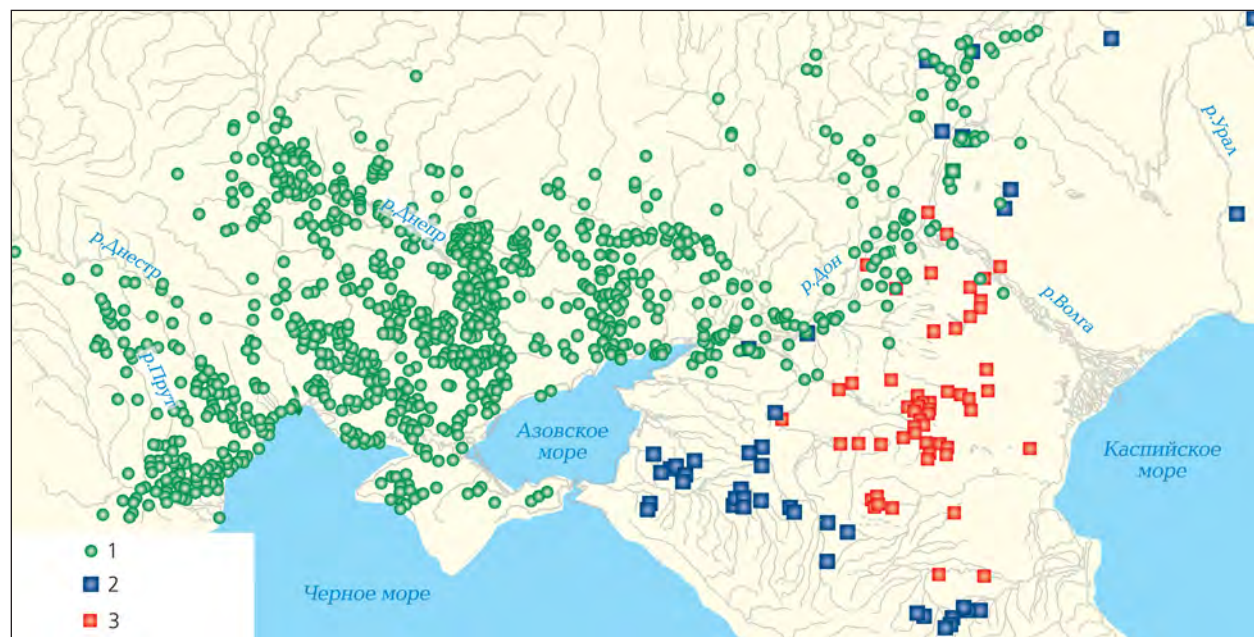 р.Урал
р.Днепр
р.Днестр
р.Дон
р.Волга
р.Прут
Азовское
море
Каспийское
море
Черное море
1
2
3